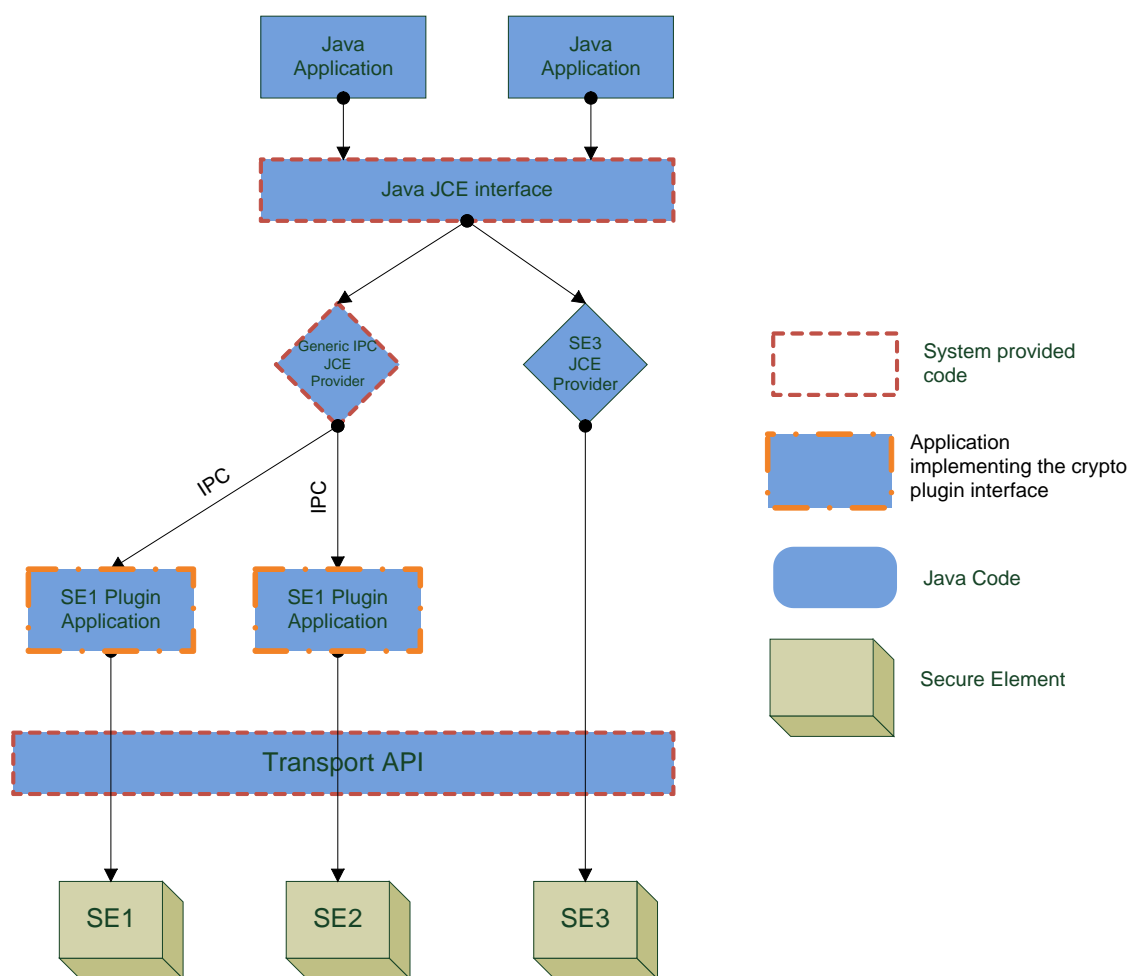 Java
Application
Java
Application
Java JCE interface
Generic IPC
JCE
Provider
SE3
JCE
Provider
System provided
code
Application
implementing the crypto
plugin interface
IPC
IPC
Java Code
SE1 Plugin
Application
SE1 Plugin
Application
Secure Element
Transport API
SE1
SE2
SE3